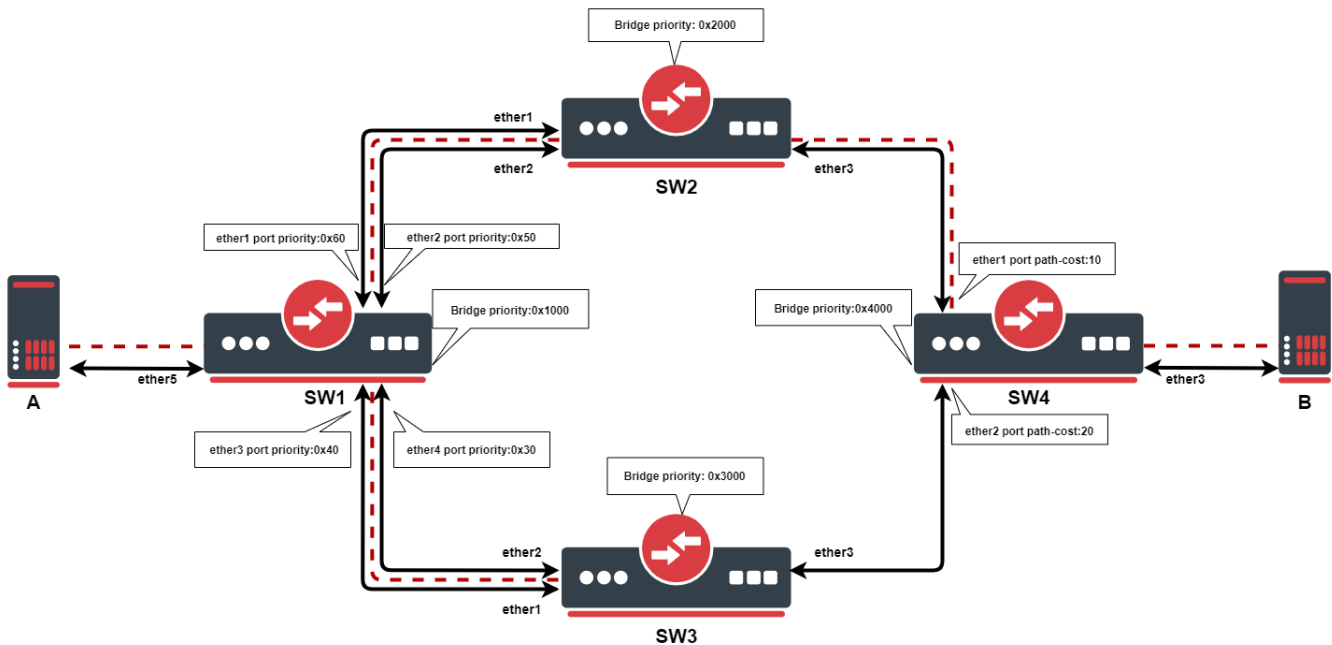 Bridge priority: 0x2000
ether1
ether2
ether3
SW2
ether1 port priority:0x60
ether2 port priority:0x50
ether1 port path-cost:10
Bridge priority:0x1000
Bridge priority:0x4000
ether5
ether3
A
SW1
SW4
B
ether3 port priority:0x40
ether4 port priority:0x30
ether2 port path-cost:20
Bridge priority: 0x3000
ether2
ether3
ether1
SW3